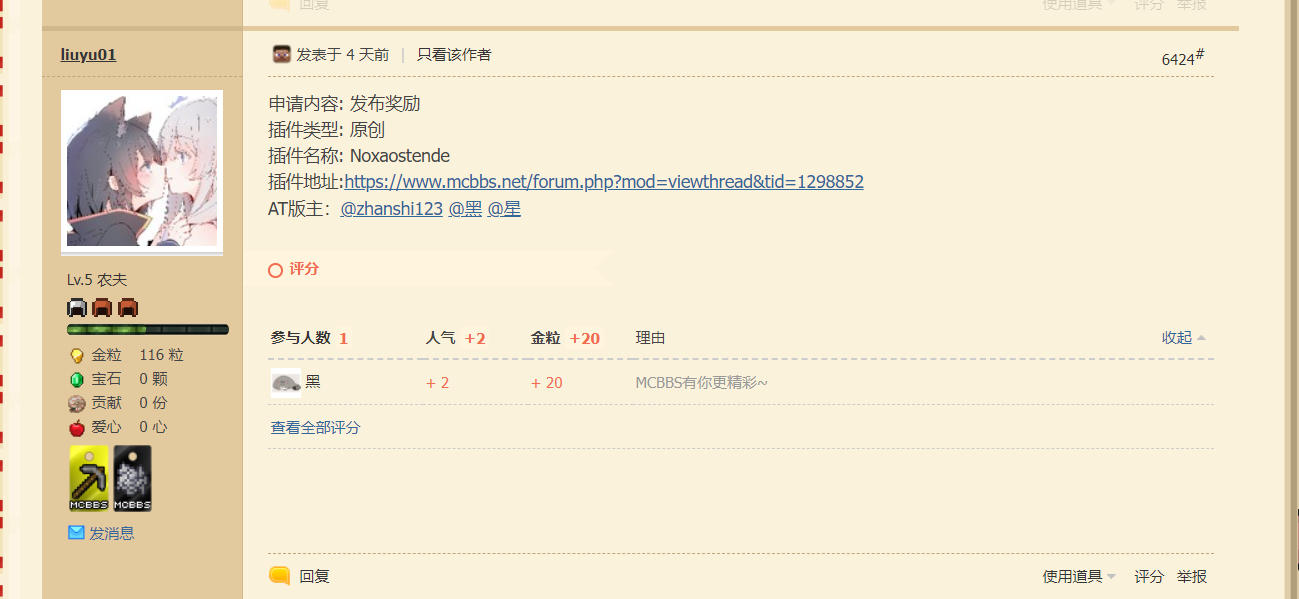 回复 使用道具 评分 举报
liuyu01
发表于 4 天前 | 只看该作者 6424#
申请内容: 发布奖励
插件类型: 原创
插件名称: Noxaostende
插件地址:https://www.mcbbs.net/forum.php?mod=viewthread&tid=1298852
AT版主： @zhanshi123 @黑 @星
评分
Lv.5 农夫
参与人数 1 人气 +2 金粒 +20 理由 收起
金粒 116 粒
宝石 0 颗
贡献 0 份
爱心 0 心
黑 + 2 + 20 MCBBS有你更精彩~
查看全部评分
MCBBS MCBBS
发消息
回复 使用道具 评分 举报